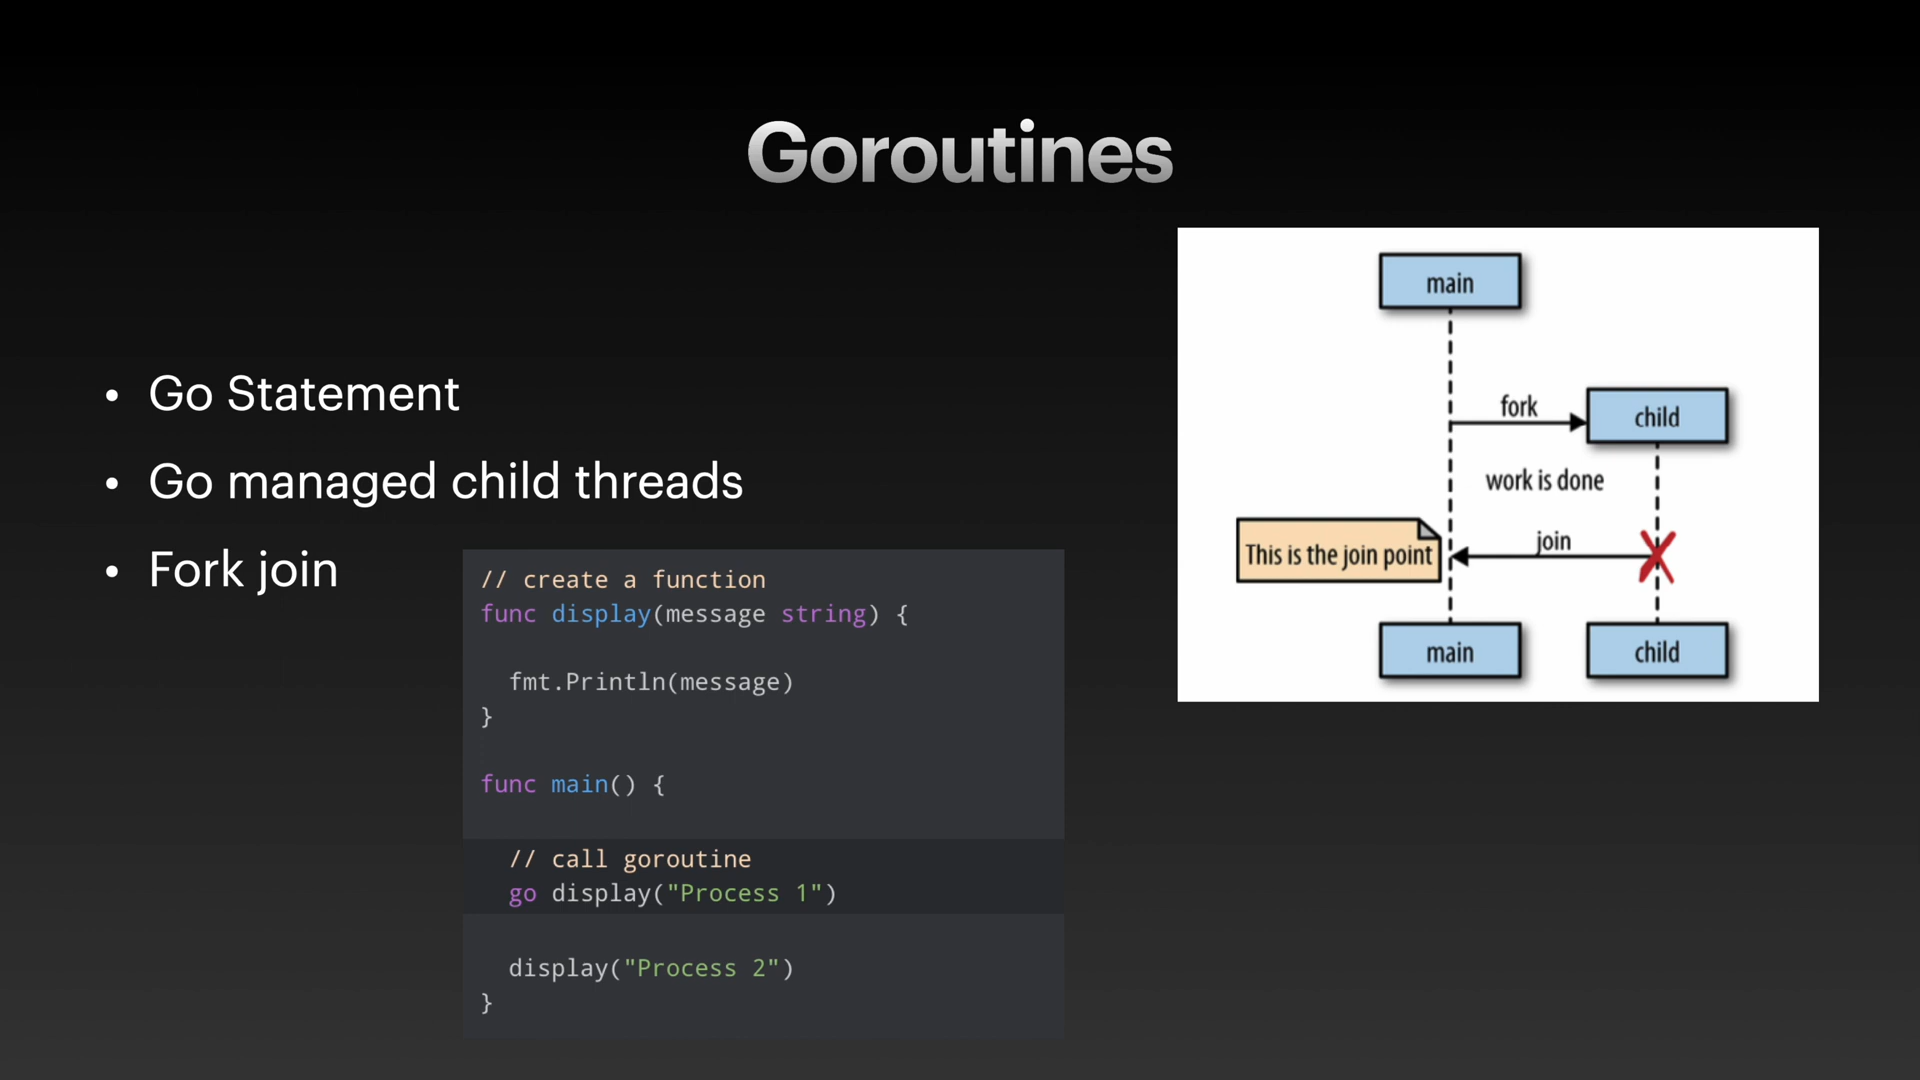 Goroutines
• Go Statement
• Go managed child threads
• Fork join
// create a function
func display(message string) {
fmt.Println(message)
}
func main() {
// call goroutine
go display("Process 1")
display("Process 2")
}
main
fork
child
work is done
This is the join point
join
main
child